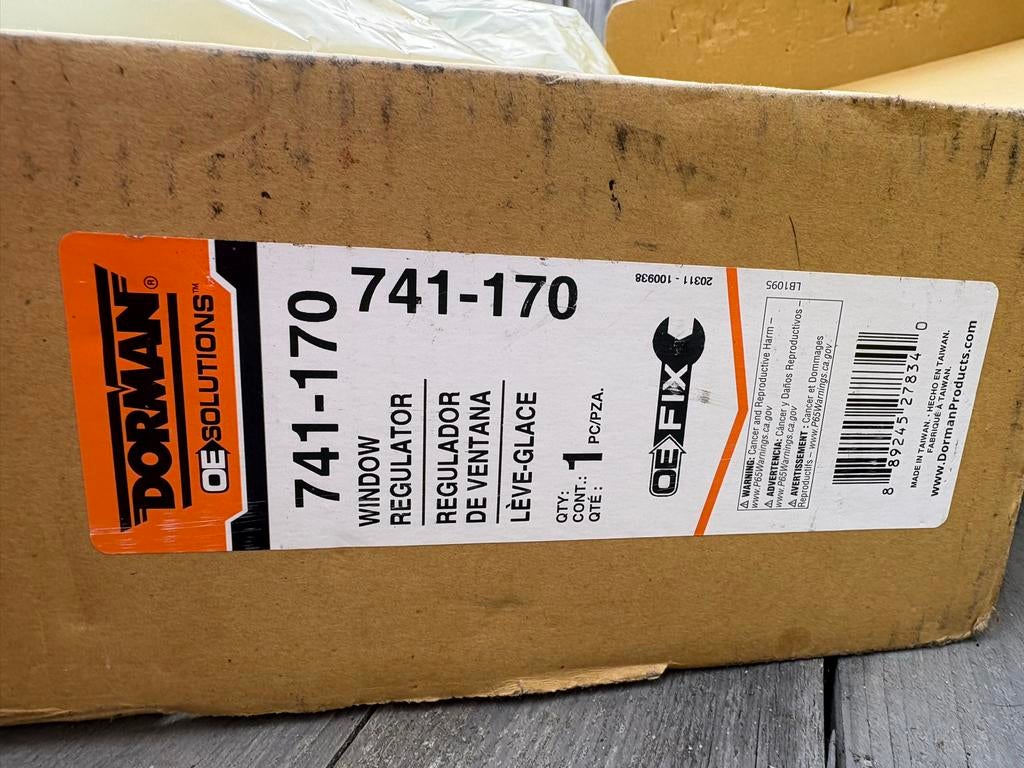 DORMAN®
OE SOLUTIONS™
741-170
741-170
WINDOW
REGULATOR
REGULADOR
DE VENTANA
LÈVE-GLACE
QTY:
CONT.: 1 PC/PZA.
QTÉ :
20311 - 100938
OE FIX
LB1095
⚠ WARNING: Cancer and Reproductive Harm –
www.P65Warnings.ca.gov
⚠ ADVERTENCIA: Cáncer y Daños Reproductivos –
www.P65Warnings.ca.gov
⚠ AVERTISSEMENT : Cancer et Dommages
Reproductifs – www.P65Warnings.ca.gov
8 89245 27834 0
MADE IN TAIWAN. · HECHO EN TAIWAN.
FABRIQUÉ À TAIWAN.
www.DormanProducts.com